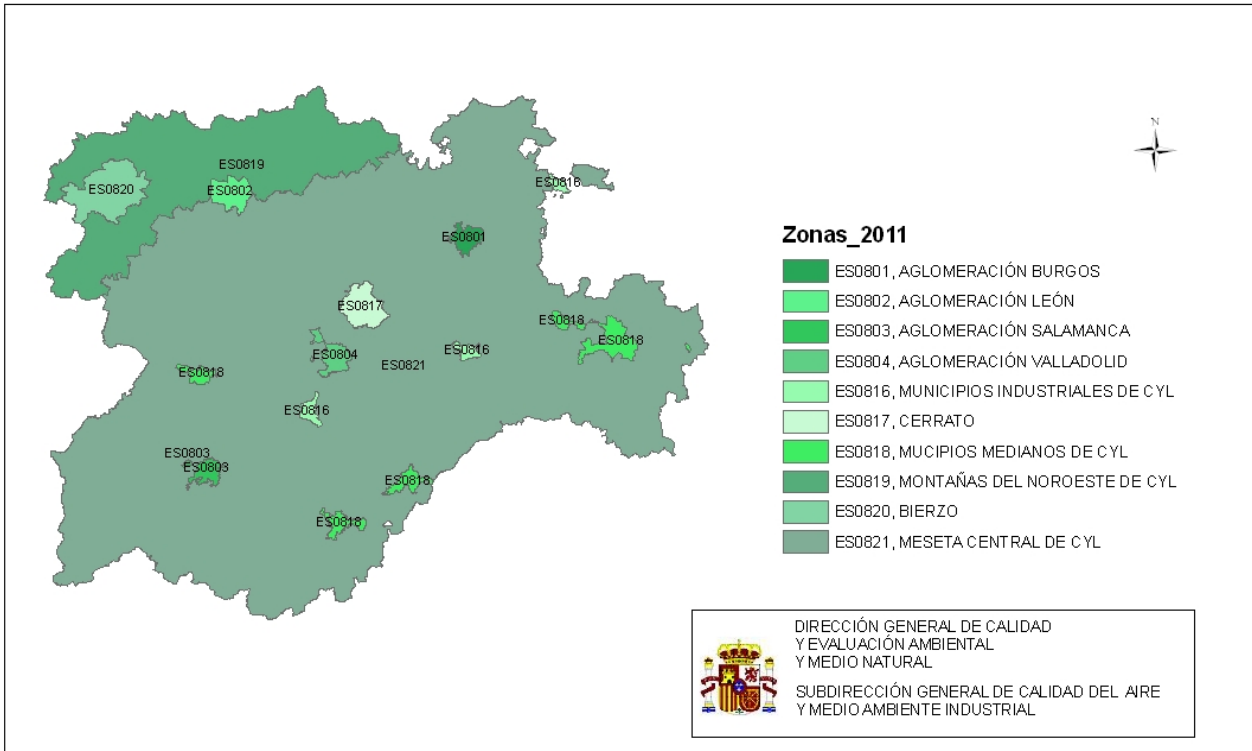 N
ES0819
ES0820
ES0802
ES0816
ES0801
ES0817
ES0818
ES0818
ES0804
ES0816
ES0821
ES0818
ES0816
ES0803
ES0803
ES0818
ES0818
Zonas_2011
ES0801, AGLOMERACIÓN BURGOS
ES0802, AGLOMERACIÓN LEÓN
ES0803, AGLOMERACIÓN SALAMANCA
ES0804, AGLOMERACIÓN VALLADOLID
ES0816, MUNICIPIOS INDUSTRIALES DE CYL
ES0817, CERRATO
ES0818, MUCIPIOS MEDIANOS DE CYL
ES0819, MONTAÑAS DEL NOROESTE DE CYL
ES0820, BIERZO
ES0821, MESETA CENTRAL DE CYL
DIRECCIÓN GENERAL DE CALIDAD
Y EVALUACIÓN AMBIENTAL
Y MEDIO NATURAL
SUBDIRECCIÓN GENERAL DE CALIDAD DEL AIRE
Y MEDIO AMBIENTE INDUSTRIAL